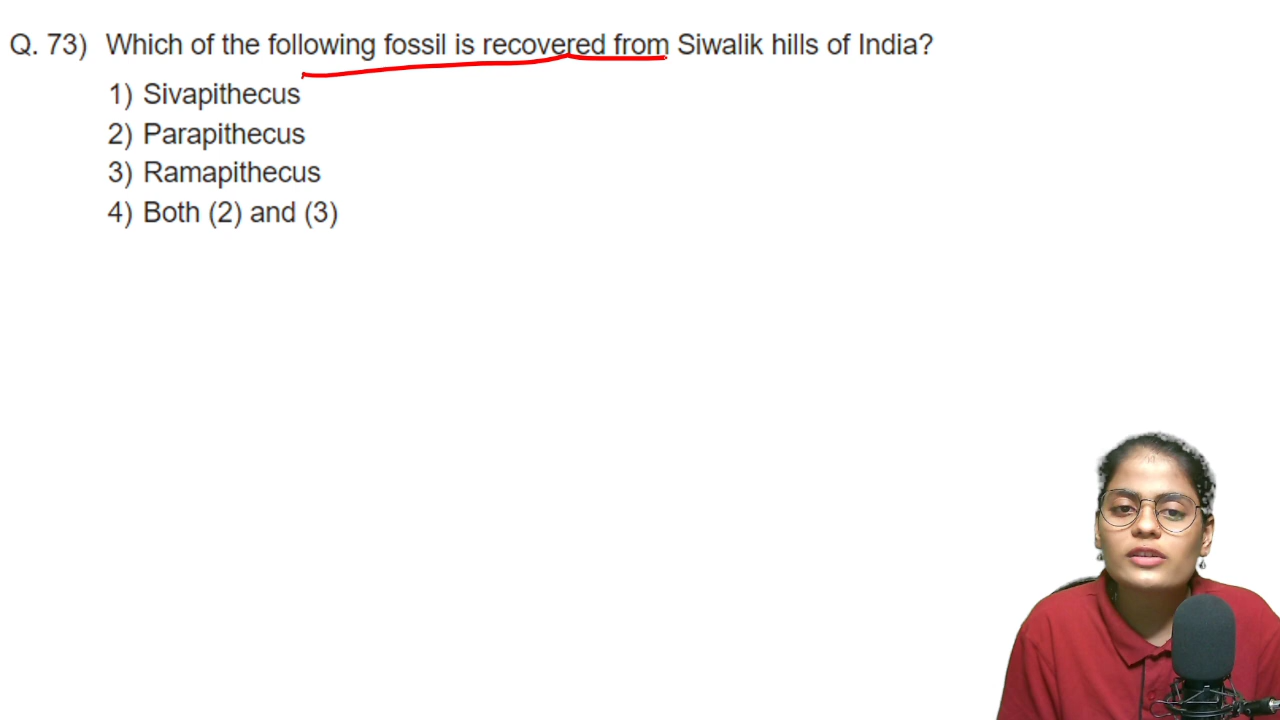 Q. 73) Which of the following fossil is recovered from Siwalik hills of India?
1) Sivapithecus
2) Parapithecus
3) Ramapithecus
4) Both (2) and (3)